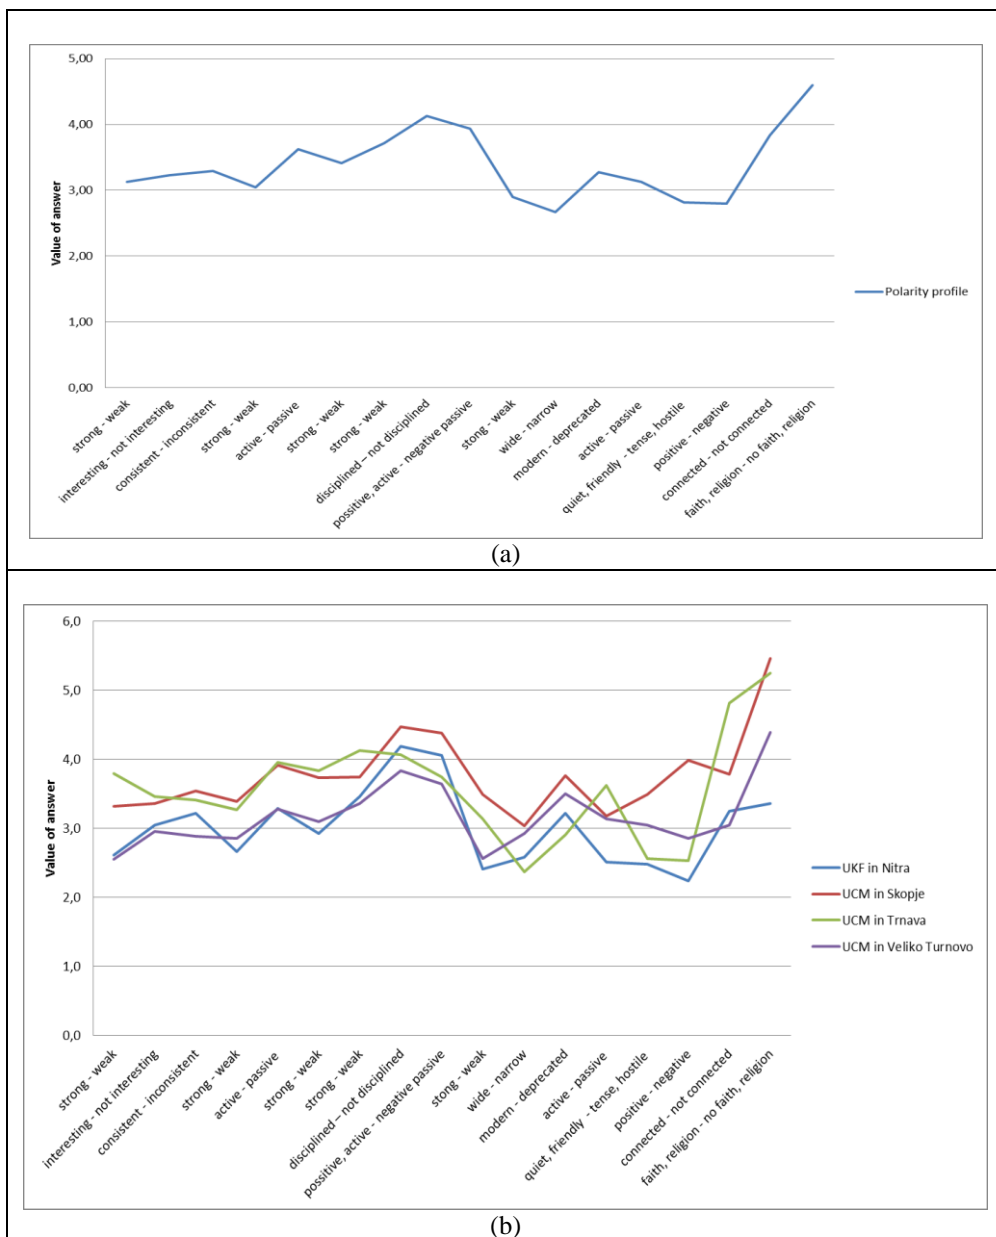 5,00
4,00
3,00
2,00
1,00
0,00
Value of answer
strong - weak
interesting - not interesting
consistent - inconsistent
strong - weak
active - passive
strong - weak
strong - weak
disciplined – not disciplined
possitive, active - negative passive
stong - weak
wide - narrow
modern - deprecated
active - passive
quiet, friendly - tense, hostile
positive - negative
connected - not connected
faith, religion - no faith, religion
Polarity profile
(a)
6,0
5,0
4,0
3,0
2,0
1,0
0,0
Value of answer
strong - weak
interesting - not interesting
consistent - inconsistent
strong - weak
active - passive
strong - weak
strong - weak
disciplined – not disciplined
possitive, active - negative passive
stong - weak
wide - narrow
modern - deprecated
active - passive
quiet, friendly - tense, hostile
positive - negative
connected - not connected
faith, religion - no faith, religion
UKF in Nitra
UCM in Skopje
UCM in Trnava
UCM in Veliko Turnovo
(b)